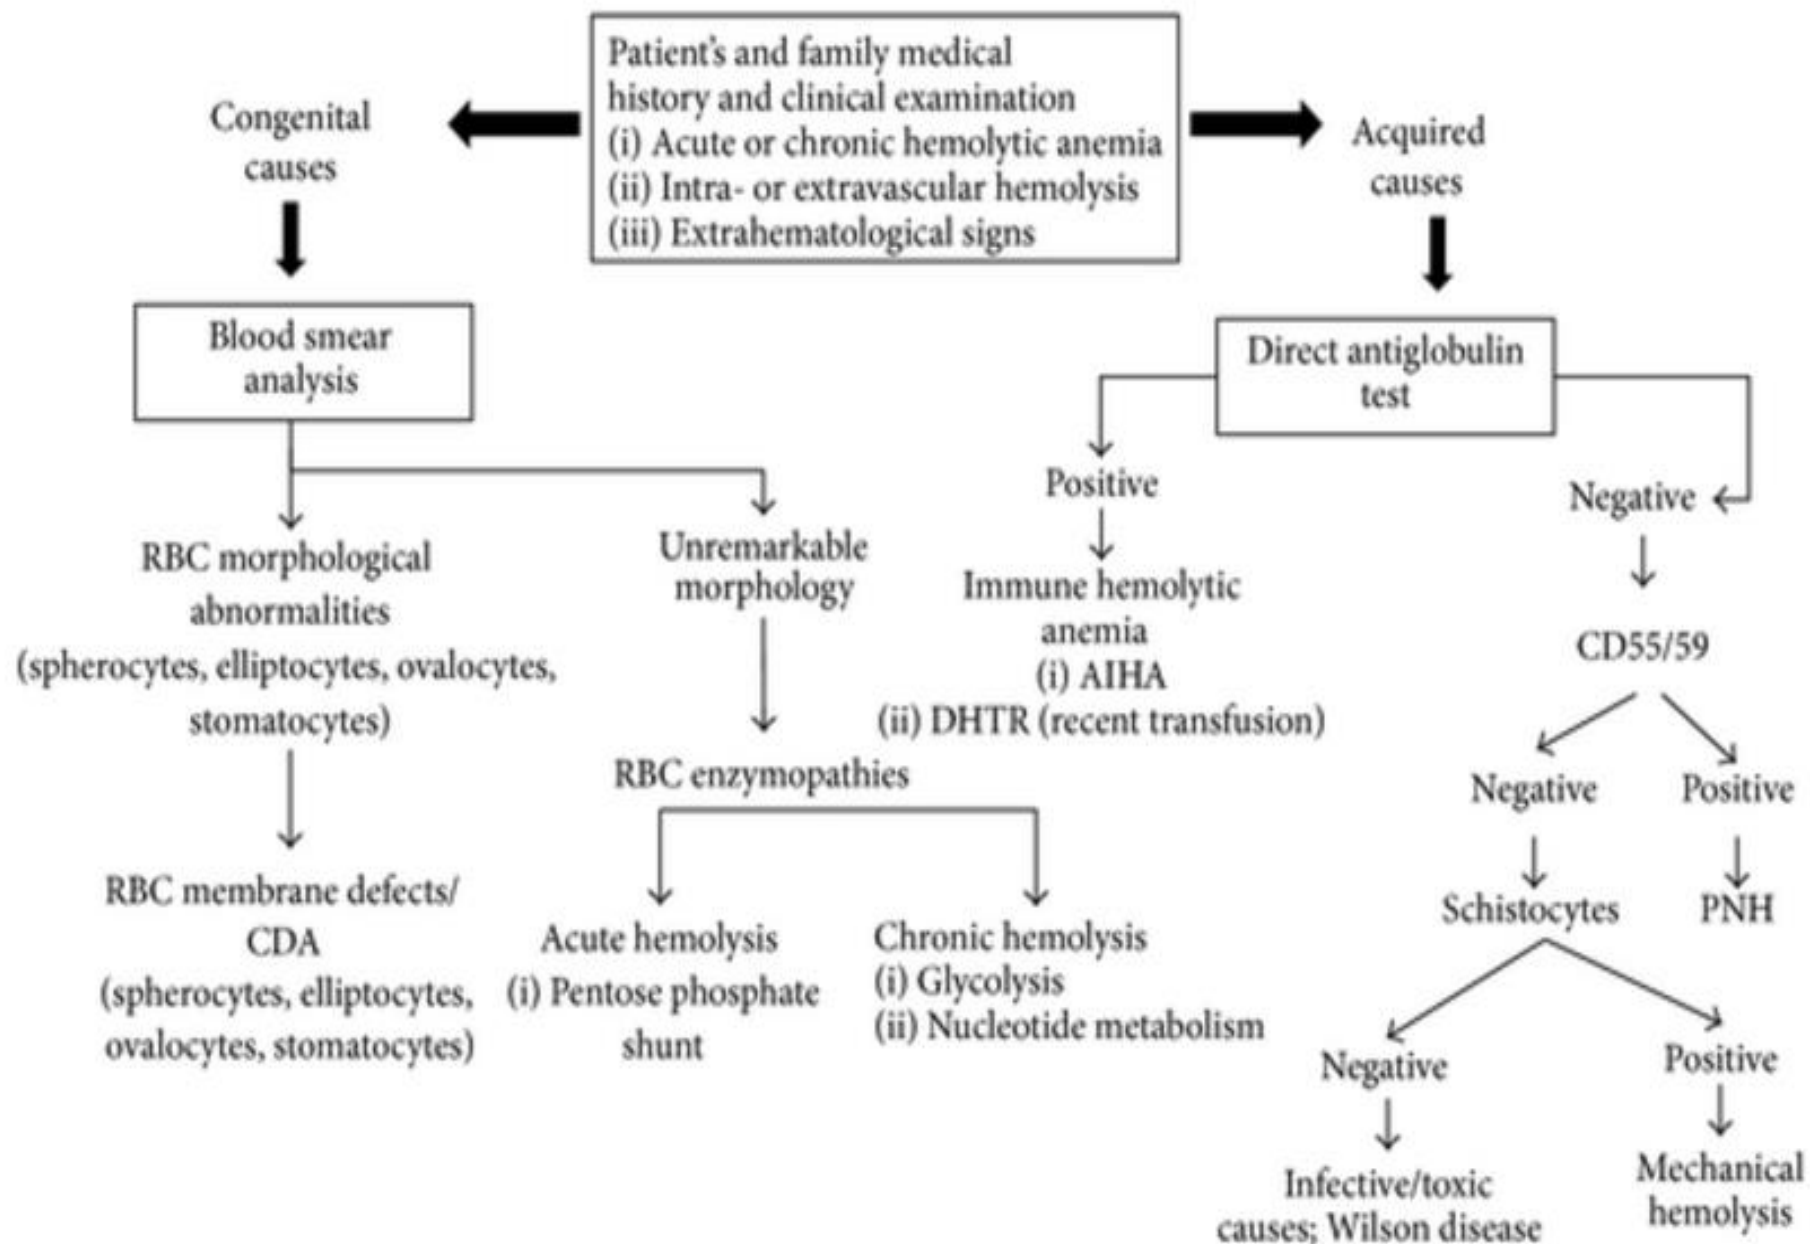 Patient's and family medical
history and clinical examination
(i) Acute or chronic hemolytic anemia
(ii) Intra- or extravascular hemolysis
(iii) Extrahematological signs
Congenital
causes
Acquired
causes
Blood smear
analysis
Direct antiglobulin
test
RBC morphological
abnormalities
(spherocytes, elliptocytes, ovalocytes,
stomatocytes)
Unremarkable
morphology
Positive
Negative
Immune hemolytic
anemia
(i) AIHA
(ii) DHTR (recent transfusion)
CD55/59
RBC enzymopathies
Negative
Positive
RBC membrane defects/
CDA
(spherocytes, elliptocytes,
ovalocytes, stomatocytes)
Acute hemolysis
(i) Pentose phosphate
shunt
Chronic hemolysis
(i) Glycolysis
(ii) Nucleotide metabolism
Schistocytes
PNH
Negative
Positive
Infective/toxic
causes; Wilson disease
Mechanical
hemolysis